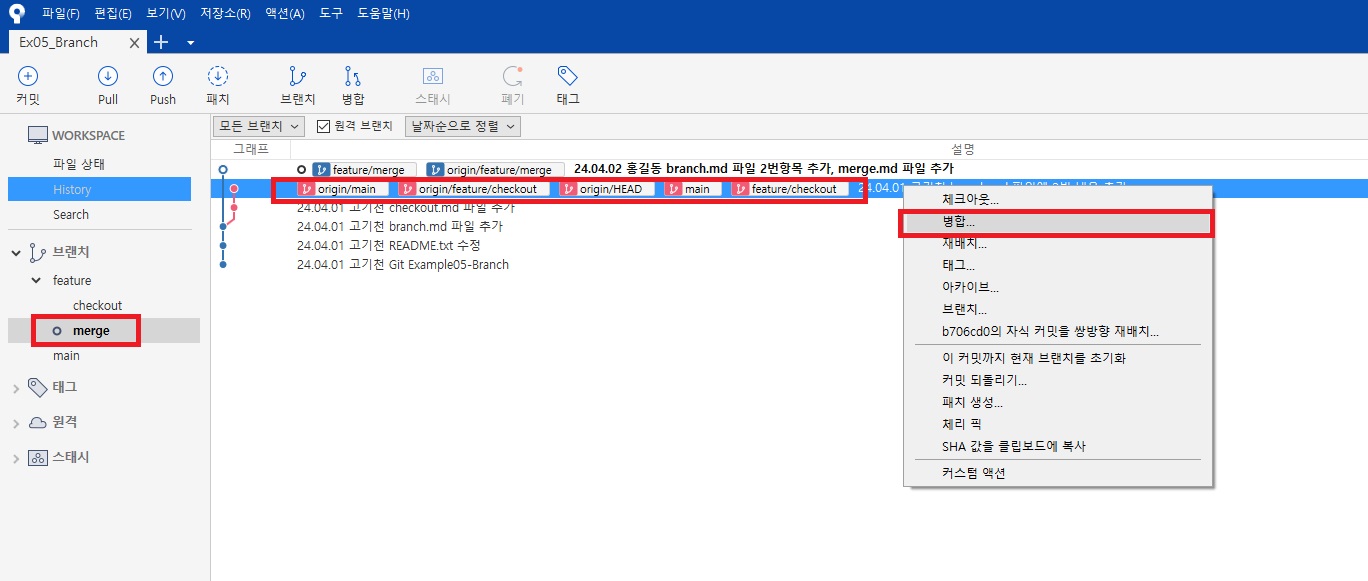 파일(F) 편집(E) 보기(V) 저장소(R) 액션(A) 도구 도움말(H)
Ex05_Branch
커밋 Pull Push 패치 브랜치 병합 스태시 폐기 태그
WORKSPACE
파일 상태
History
Search
브랜치
feature
checkout
merge
main
태그
원격
스태시
모든 브랜치 원격 브랜치 날짜순으로 정렬
그래프 설명
feature/merge origin/feature/merge 24.04.02 홍길동 branch.md 파일 2번항목 추가, merge.md 파일 추가
origin/main origin/feature/checkout origin/HEAD main feature/checkout
24.04.01 고기천 checkout.md 파일 추가
24.04.01 고기천 branch.md 파일 추가
24.04.01 고기천 README.txt 수정
24.04.01 고기천 Git Example05-Branch
체크아웃...
병합...
재배치...
태그...
아카이브...
브랜치...
b706cd0의 자식 커밋을 쌍방향 재배치...
이 커밋까지 현재 브랜치를 초기화
커밋 되돌리기...
패치 생성...
체리 픽
SHA 값을 클립보드에 복사
커스텀 액션